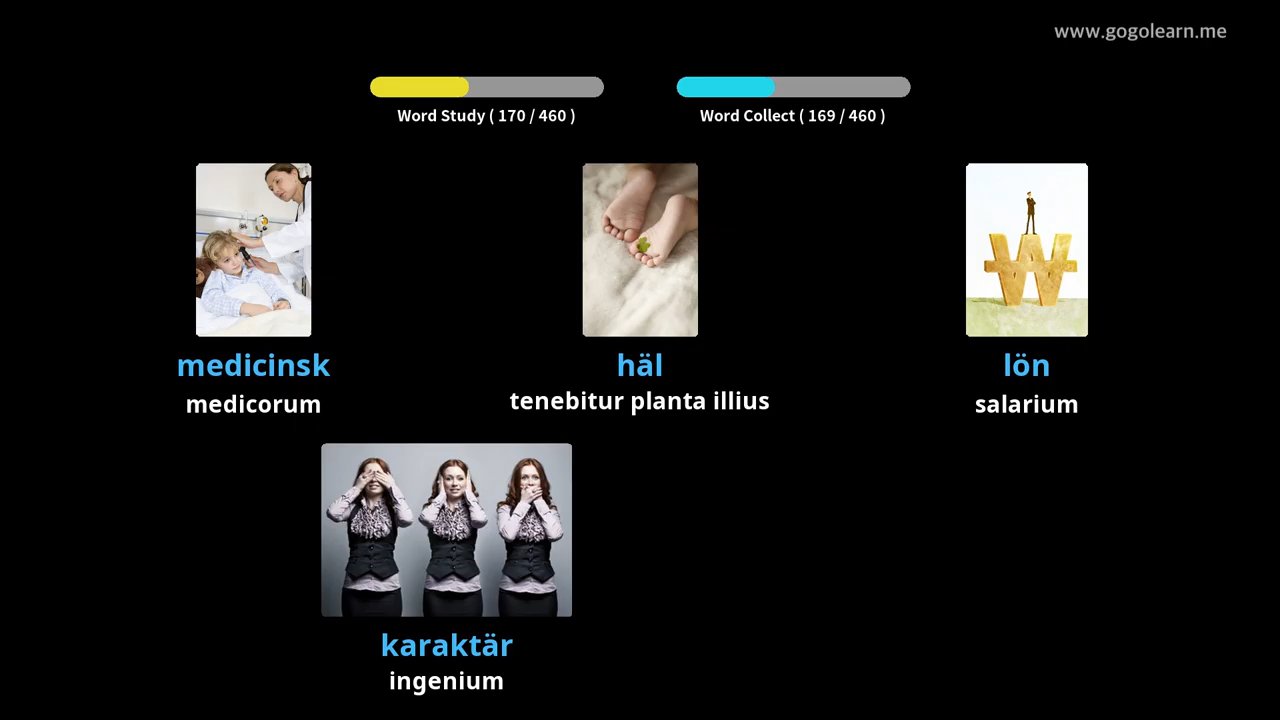 www.gogolearn.me
Word Study ( 170 / 460 )
Word Collect ( 169 / 460 )
medicinsk
medicorum
häl
tenebitur planta illius
lön
salarium
karaktär
ingenium